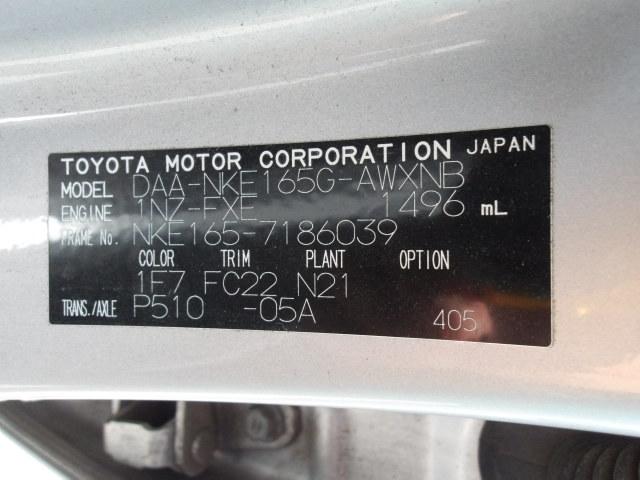 TOYOTA MOTOR CORPORATION JAPAN
MODEL DAA-NKE165G-AWXNB
ENGINE 1NZ-FXE 1496 mL
FRAME No. NKE165-7186039
COLOR TRIM PLANT OPTION
1F7 FC22 N21
TRANS./AXLE P510 -05A
405